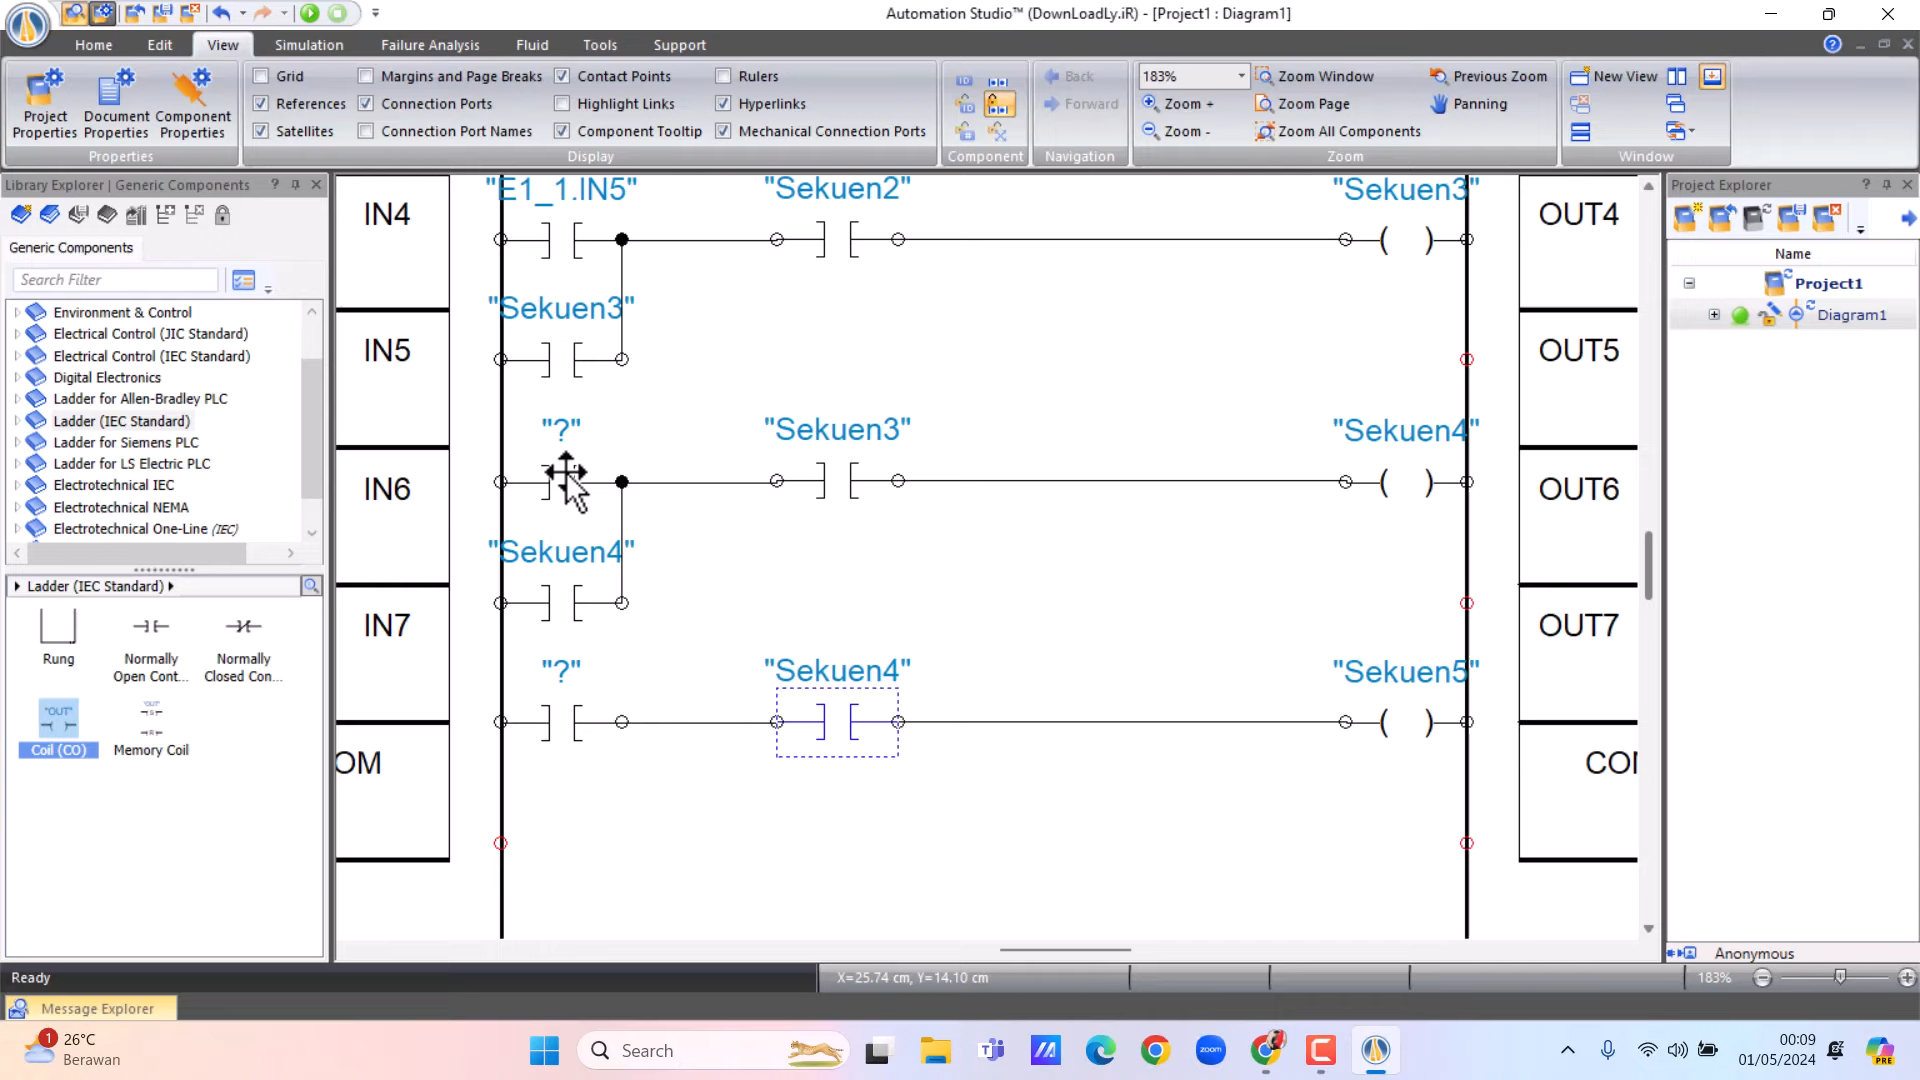 Automation Studio™ (DownLoadLy.iR) - [Project1 : Diagram1]
Home Edit View Simulation Failure Analysis Fluid Tools Support
Project Properties
Document Properties
Component Properties
Properties
Grid
References
Satellites
Margins and Page Breaks
Connection Ports
Connection Port Names
Contact Points
Highlight Links
Component Tooltip
Rulers
Hyperlinks
Mechanical Connection Ports
Display
Component
Back
Forward
Navigation
183%
Zoom +
Zoom -
Zoom Window
Zoom Page
Zoom All Components
Previous Zoom
Panning
Zoom
New View
Window
Library Explorer | Generic Components
Generic Components
Search Filter
Environment & Control
Electrical Control (JIC Standard)
Electrical Control (IEC Standard)
Digital Electronics
Ladder for Allen-Bradley PLC
Ladder (IEC Standard)
Ladder for Siemens PLC
Ladder for LS Electric PLC
Electrotechnical IEC
Electrotechnical NEMA
Electrotechnical One-Line (IEC)
Ladder (IEC Standard)
Rung
Normally Open Cont...
Normally Closed Con...
"OUT"
Coil (CO)
"OUT"
S
R
Memory Coil
IN4
IN5
IN6
IN7
OM
"E1_1.IN5" "Sekuen2" "Sekuen3"
"Sekuen3"
"?" "Sekuen3" "Sekuen4"
"Sekuen4"
"?" "Sekuen4" "Sekuen5"
OUT4
OUT5
OUT6
OUT7
COM
Project Explorer
Name
Project1
Diagram1
Anonymous
Ready
X=25.74 cm, Y=14.10 cm
183%
Message Explorer
1
26°C
Berawan
Search
zoom
00:09
01/05/2024
PRE